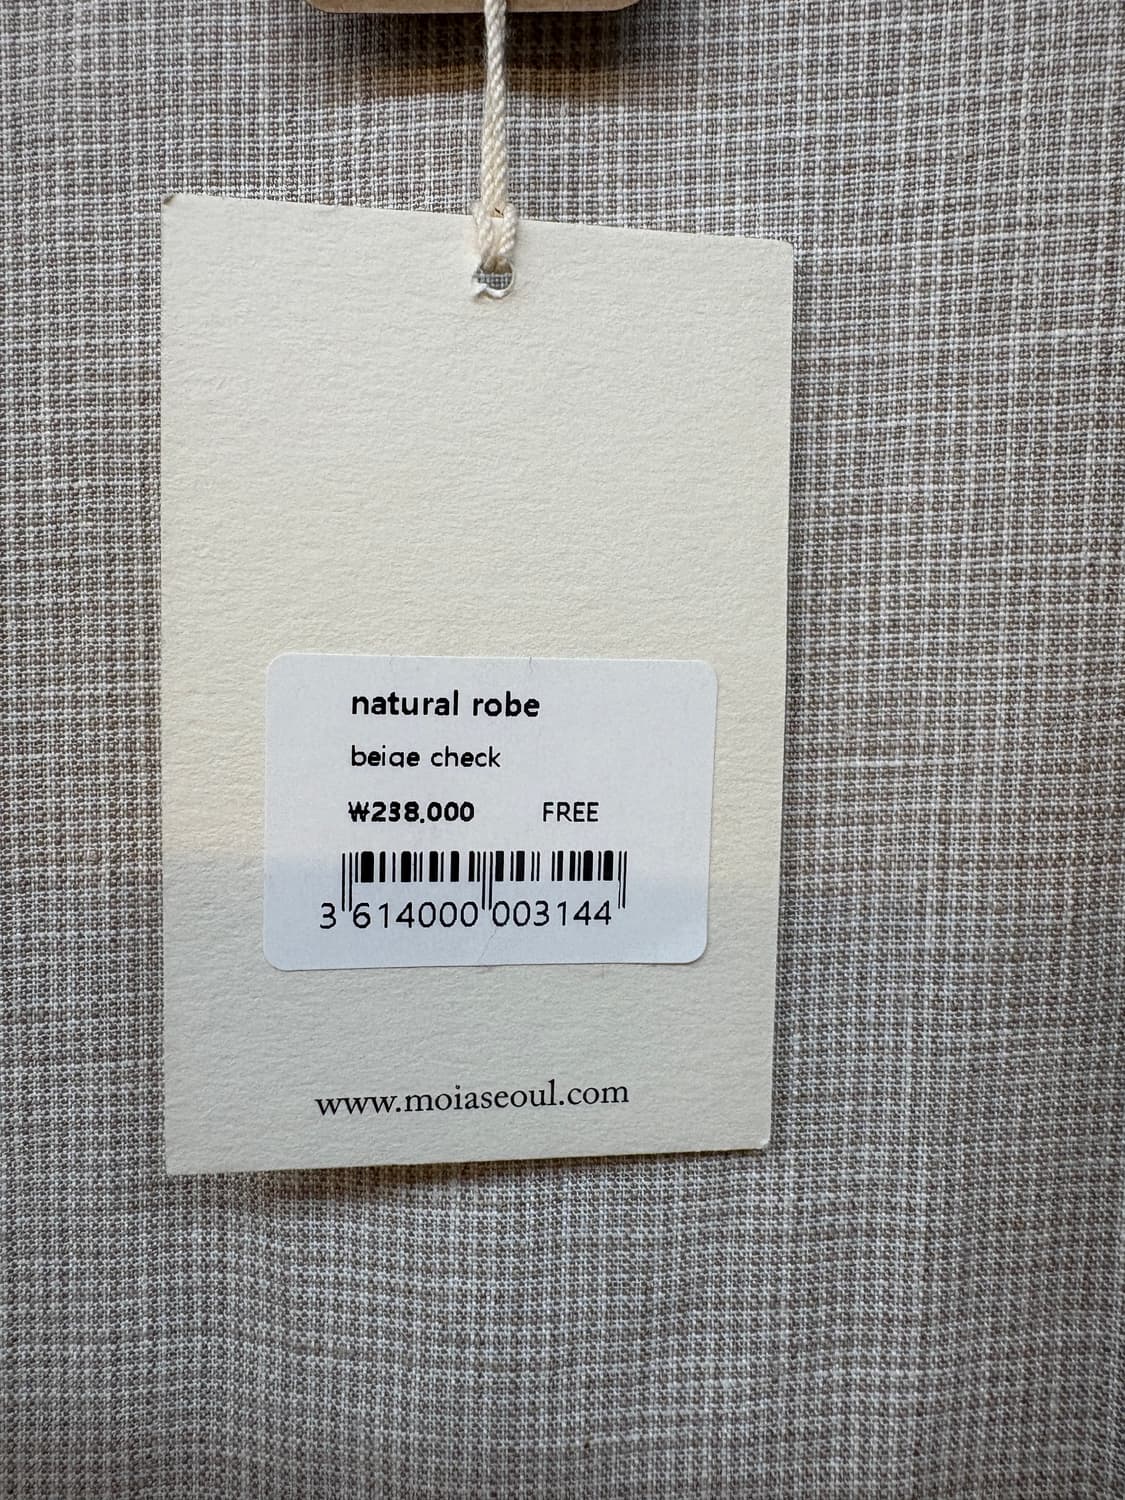 natural robe
beige check
₩238,000 FREE
3 614000 003144
www.moiaseoul.com